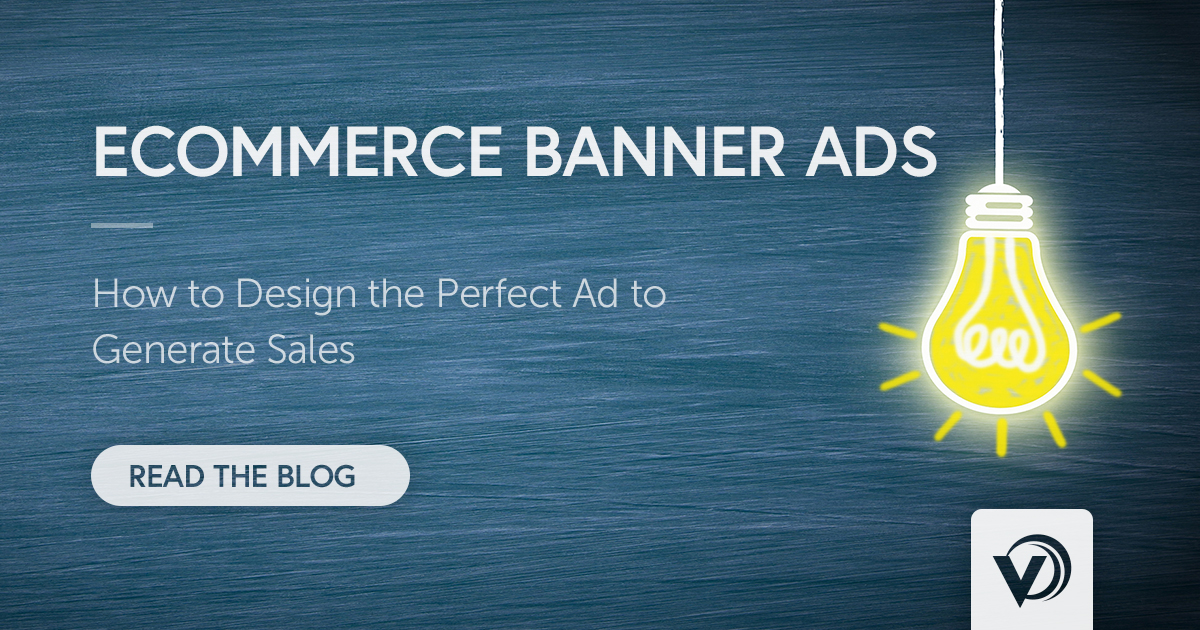 ECOMMERCE BANNER ADS
How to Design the Perfect Ad to
Generate Sales
READ THE BLOG